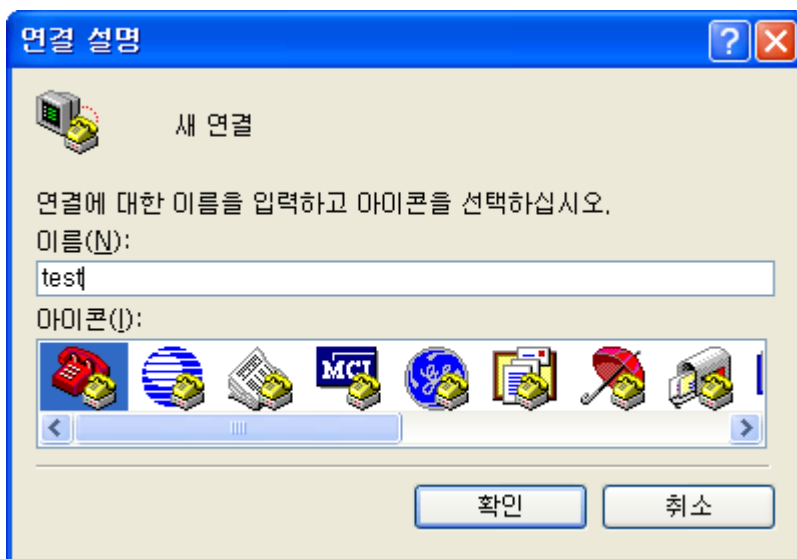 연결 설명
새 연결
연결에 대한 이름을 입력하고 아이콘을 선택하십시오.
이름(N):
test
아이콘(I):
MCI
확인 취소